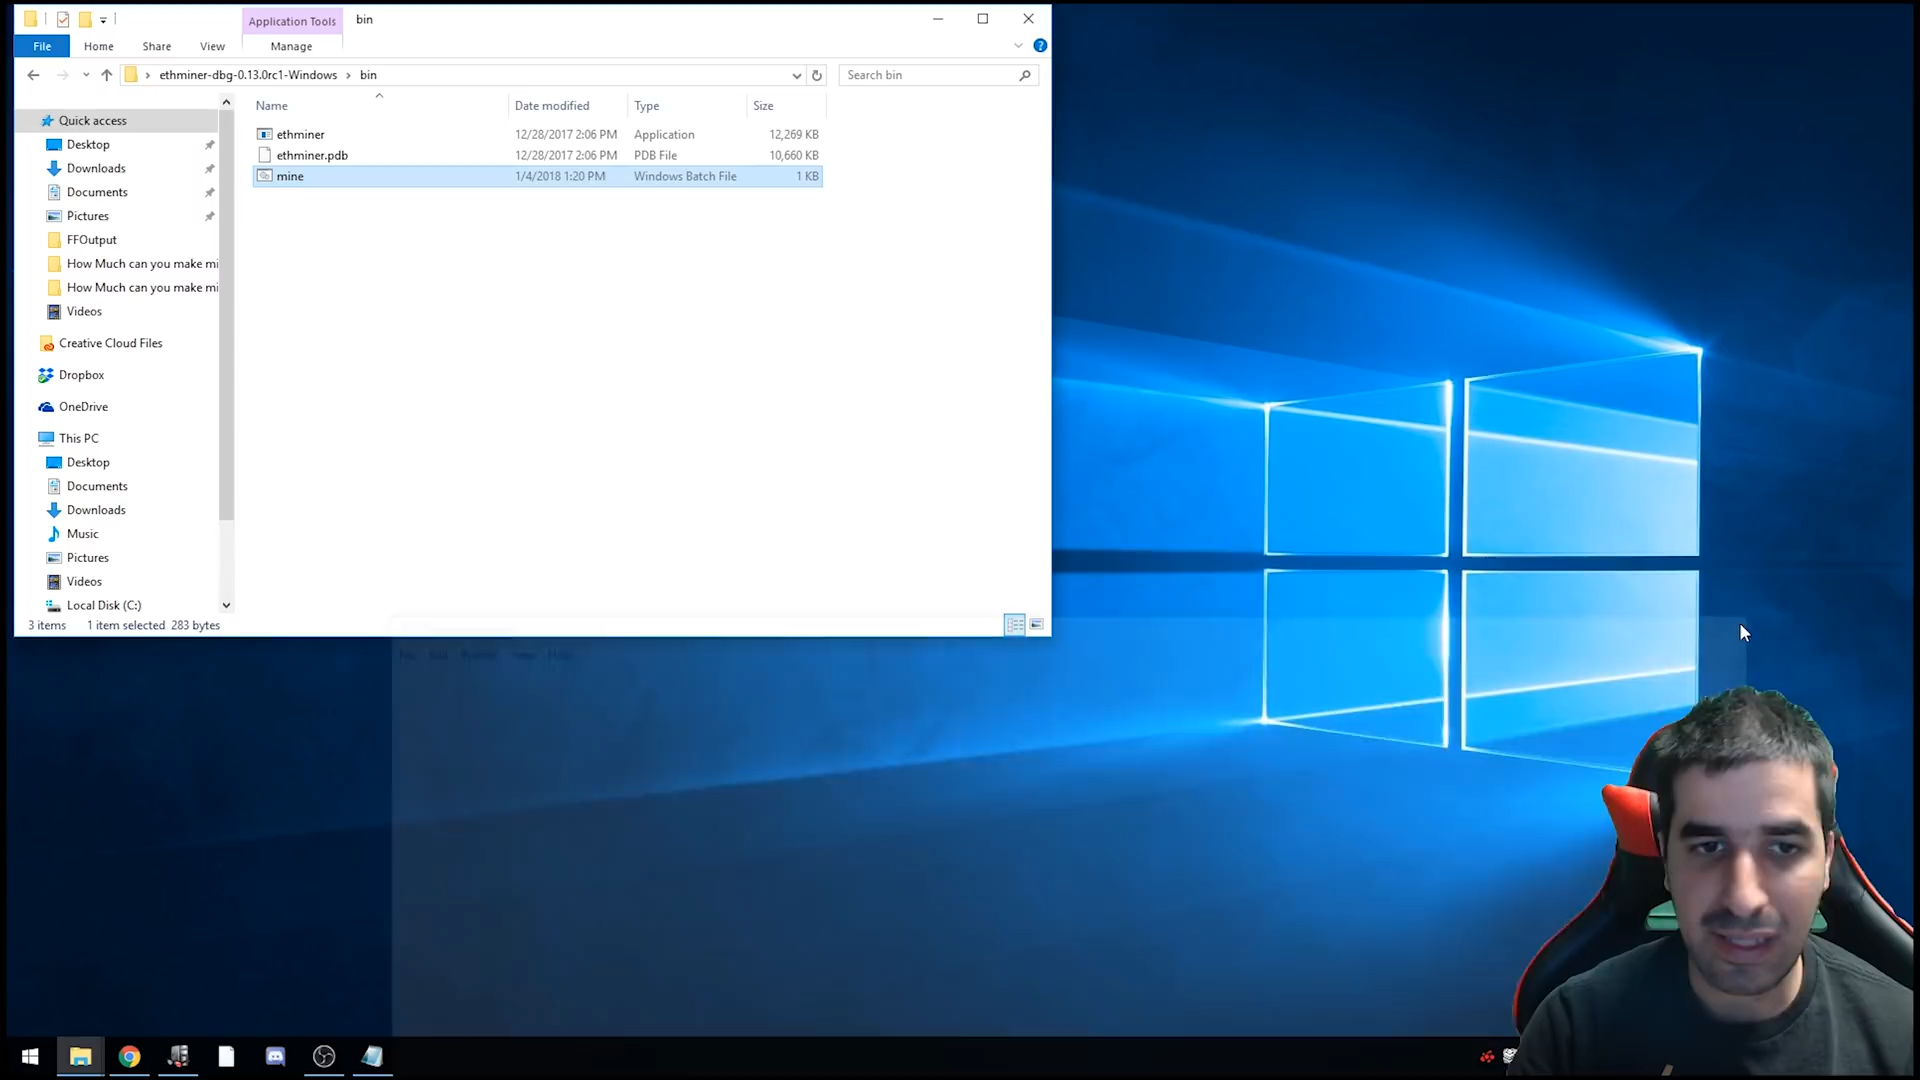 Application Tools
bin
File
Home
Share
View
Manage
ethminer-dbg-0.13.0rc1-Windows
bin
Search bin
Name
Date modified
Type
Size
ethminer
12/28/2017 2:06 PM
Application
12,269 KB
ethminer.pdb
12/28/2017 2:06 PM
PDB File
10,660 KB
mine
1/4/2018 1:20 PM
Windows Batch File
1 KB
Quick access
Desktop
Downloads
Documents
Pictures
FFOutput
How Much can you make mi
How Much can you make mi
Videos
Creative Cloud Files
Dropbox
OneDrive
This PC
Desktop
Documents
Downloads
Music
Pictures
Videos
Local Disk (C:)
3 items
1 item selected 283 bytes